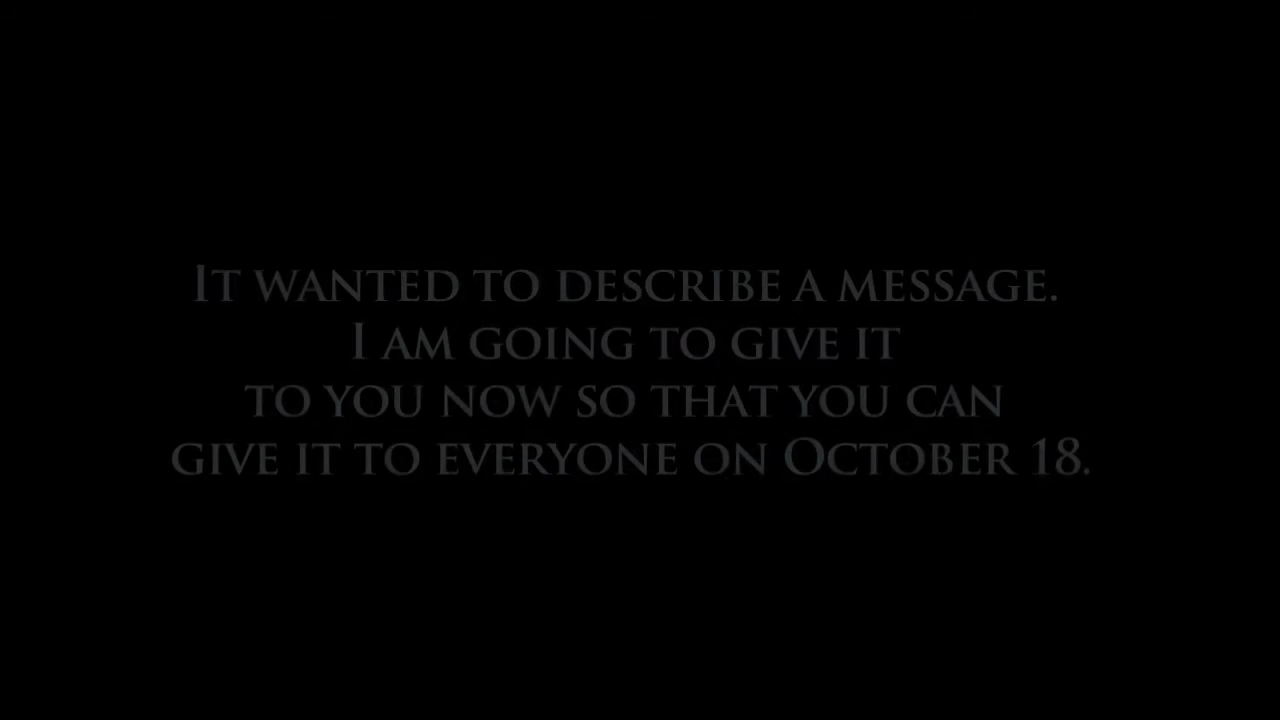 It wanted to describe a message.
I am going to give it
to you now so that you can
give it to everyone on October 18.